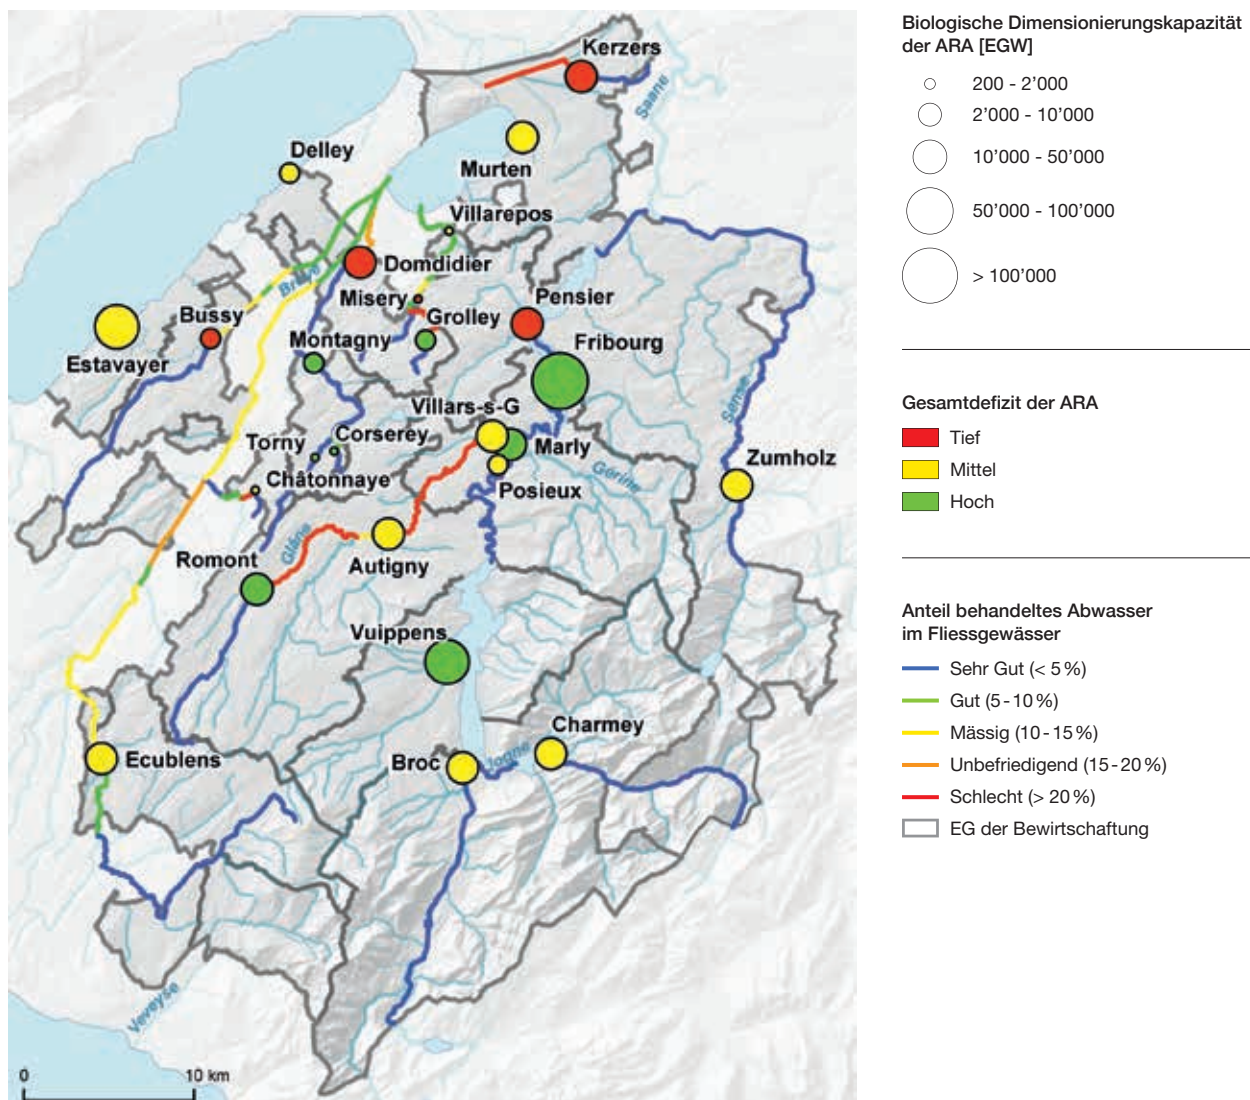 Kerzers
Saane
Delley
Murten
Villarepos
Broye
Domdidier
Misery
Pensier
Bussy
Grolley
Montagny
Fribourg
Estavayer
Villars-s-G
Sense
Torny
Corserey
Marly
Zumholz
Châtonnaye
Gérine
Posieux
Glâne
Romont
Autigny
Vuippens
Charmey
Ecublens
Broc
Jogne
Veveyse
0
10 km
Biologische Dimensionierungskapazität
der ARA [EGW]
200 - 2’000
2’000 - 10’000
10’000 - 50’000
50’000 - 100’000
> 100’000
Gesamtdefizit der ARA
Tief
Mittel
Hoch
Anteil behandeltes Abwasser
im Fliessgewässer
Sehr Gut (< 5 %)
Gut (5 - 10 %)
Mässig (10 - 15 %)
Unbefriedigend (15 - 20 %)
Schlecht (> 20 %)
EG der Bewirtschaftung